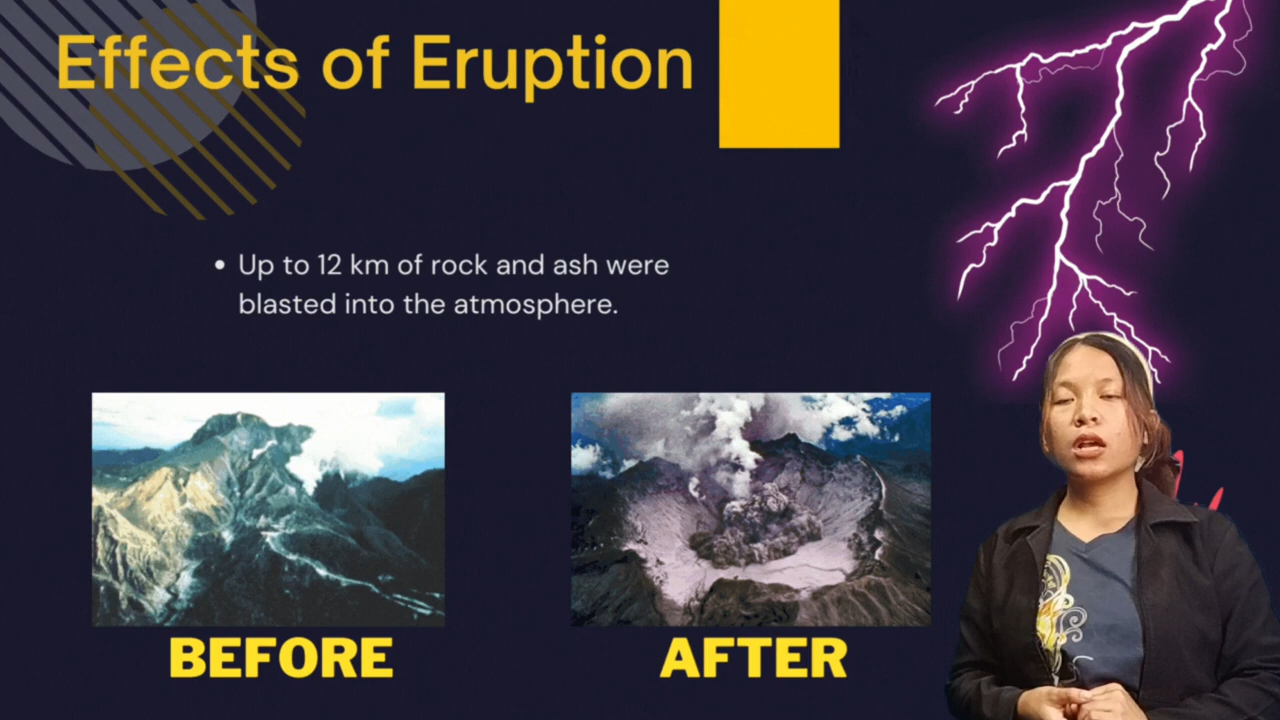 Effects of Eruption
• Up to 12 km of rock and ash were
blasted into the atmosphere.
BEFORE
AFTER